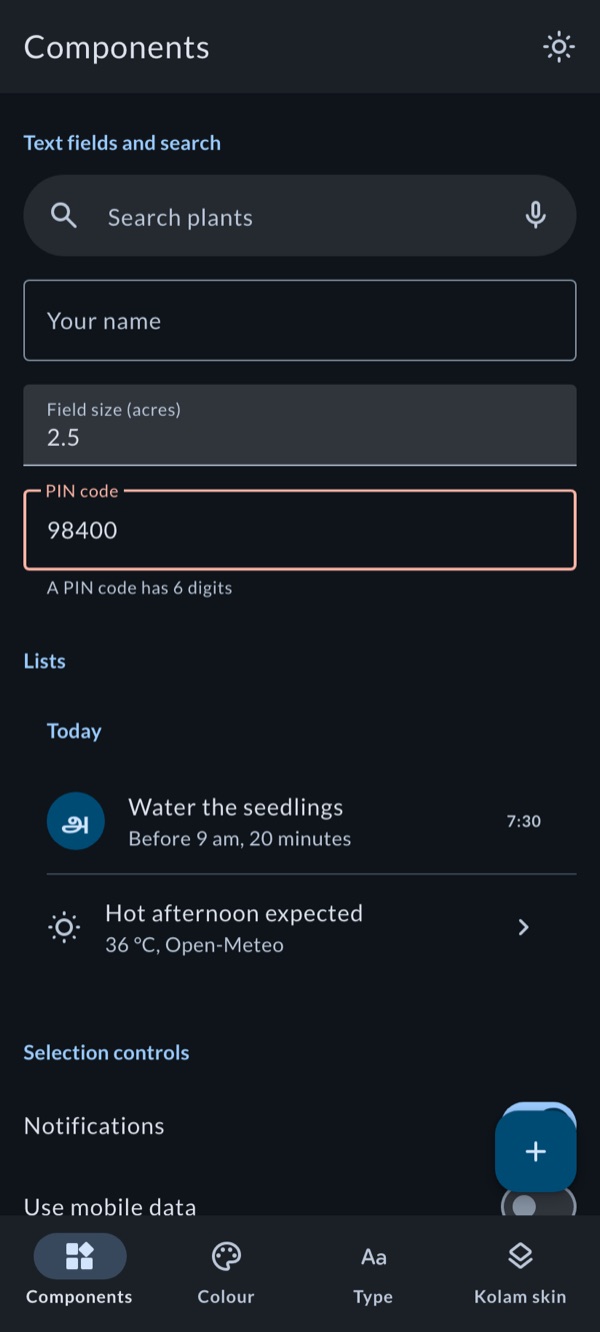 Components
Text fields and search
Search plants
Your name
Field size (acres)
2.5
PIN code
98400
A PIN code has 6 digits
Lists
Today
அ
Water the seedlings
Before 9 am, 20 minutes
7:30
Hot afternoon expected
36 °C, Open-Meteo
Selection controls
Notifications
Use mobile data
Aa
Components
Colour
Type
Kolam skin